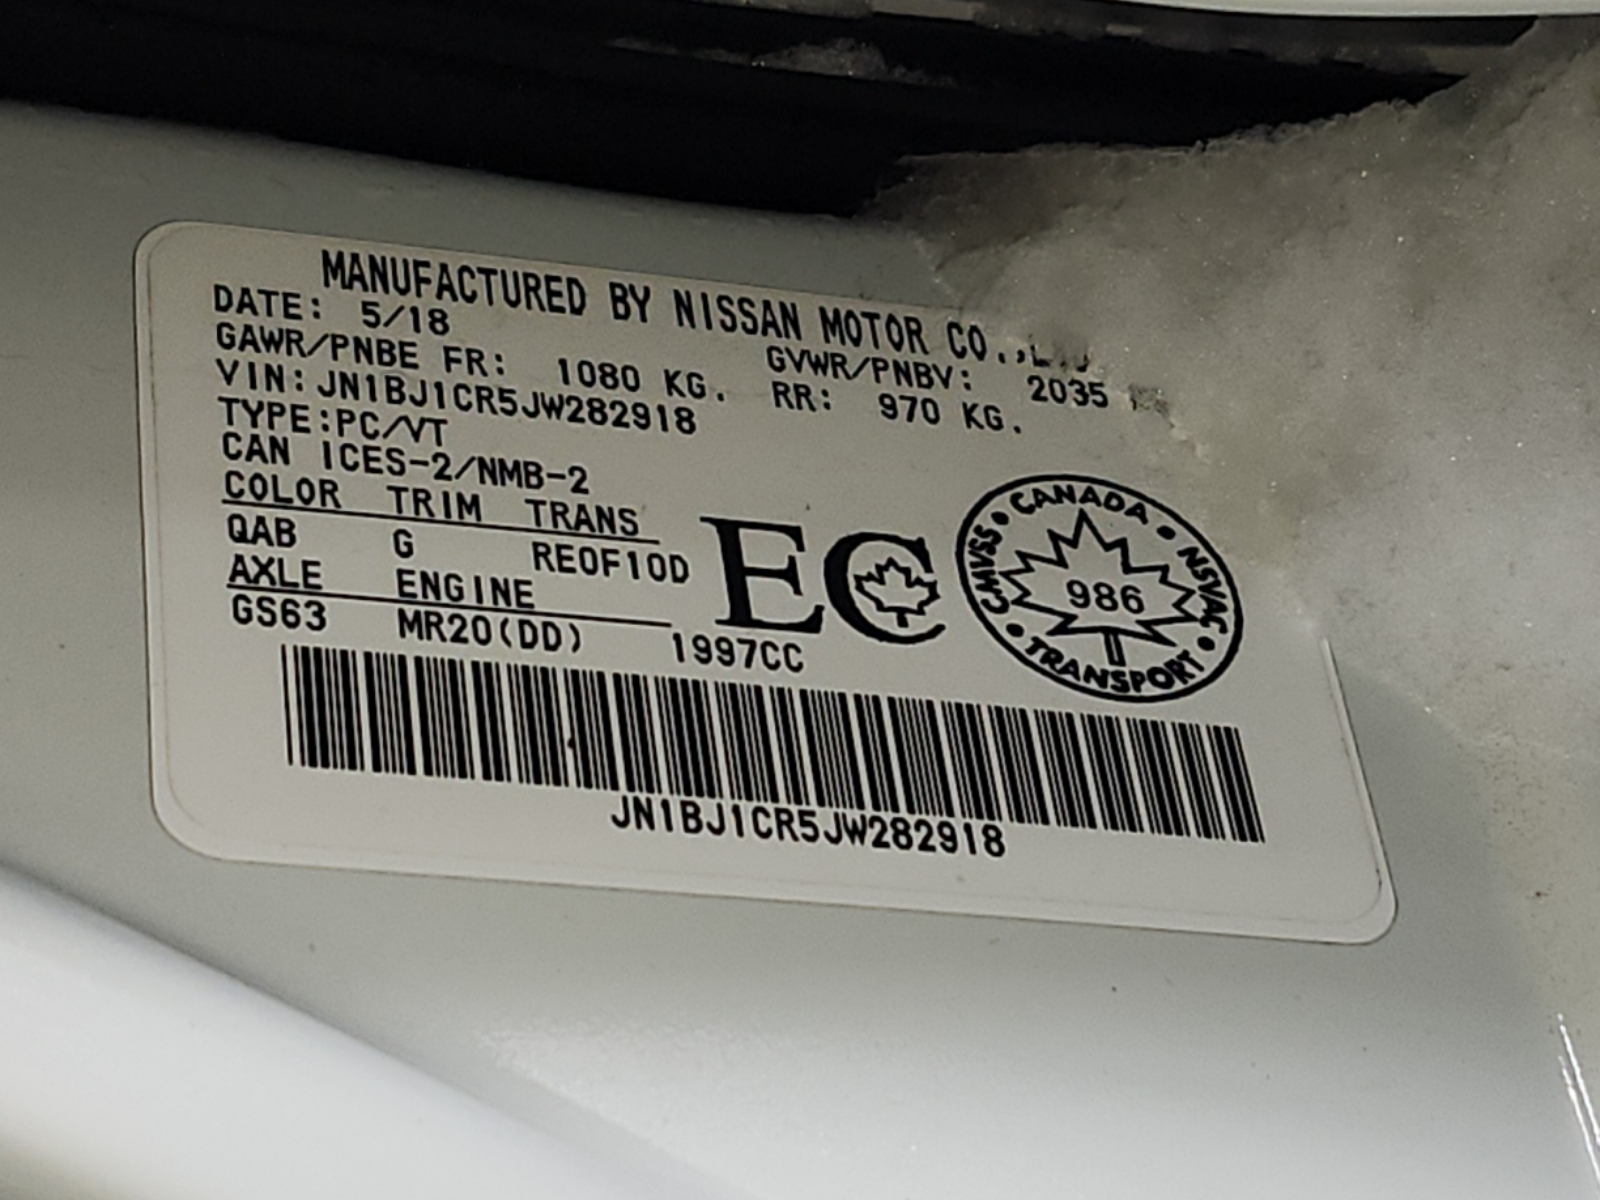 MANUFACTURED BY NISSAN MOTOR CO.,
DATE: 5/18 GVWR/PNBV: 2035
GAWR/PNBE FR: 1080 KG. RR: 970 KG.
VIN:JN1BJ1CR5JW282918
TYPE:PC/VT
CAN ICES-2/NMB-2
COLOR TRIM TRANS
QAB G RE0F10D
AXLE ENGINE
GS63 MR20(DD) 1997CC
EC
CANADA
CMVSS
986
NSVAC
TRANSPORT
JN1BJ1CR5JW282918